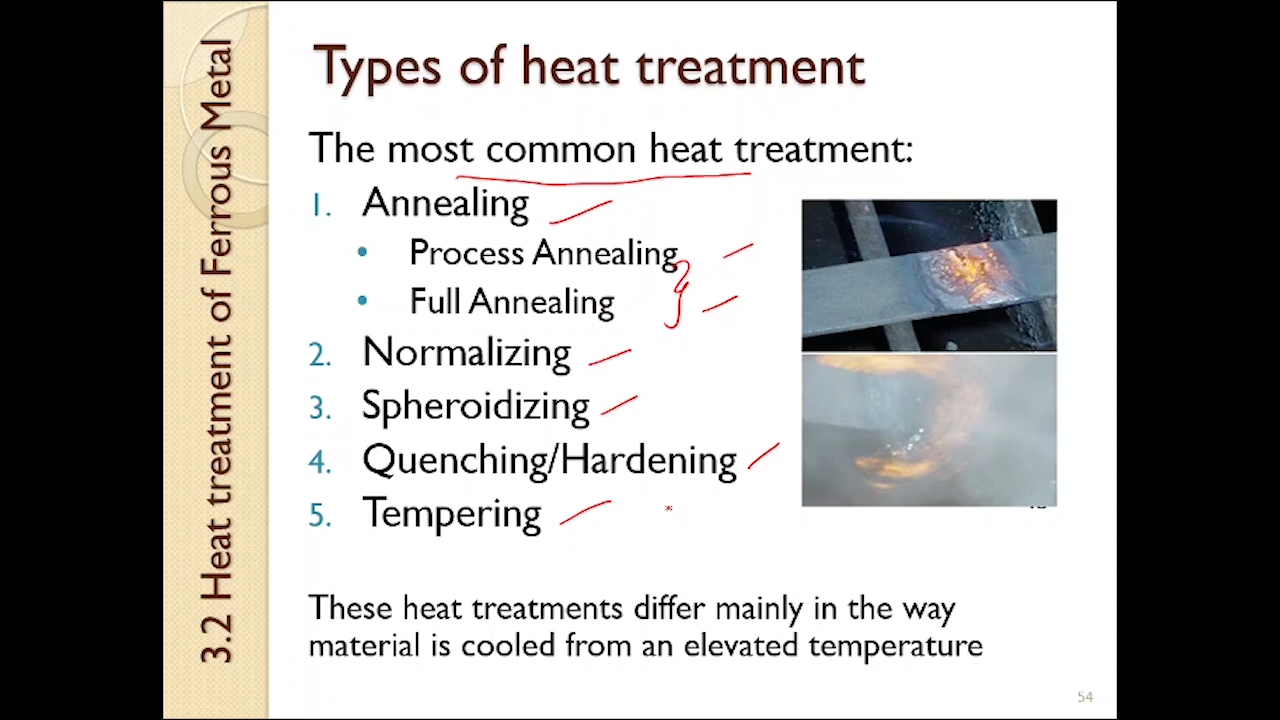 3.2 Heat treatment of Ferrous Metal
Types of heat treatment
The most common heat treatment:
1. Annealing
• Process Annealing
• Full Annealing
2. Normalizing
3. Spheroidizing
4. Quenching/Hardening
5. Tempering
These heat treatments differ mainly in the way
material is cooled from an elevated temperature
54